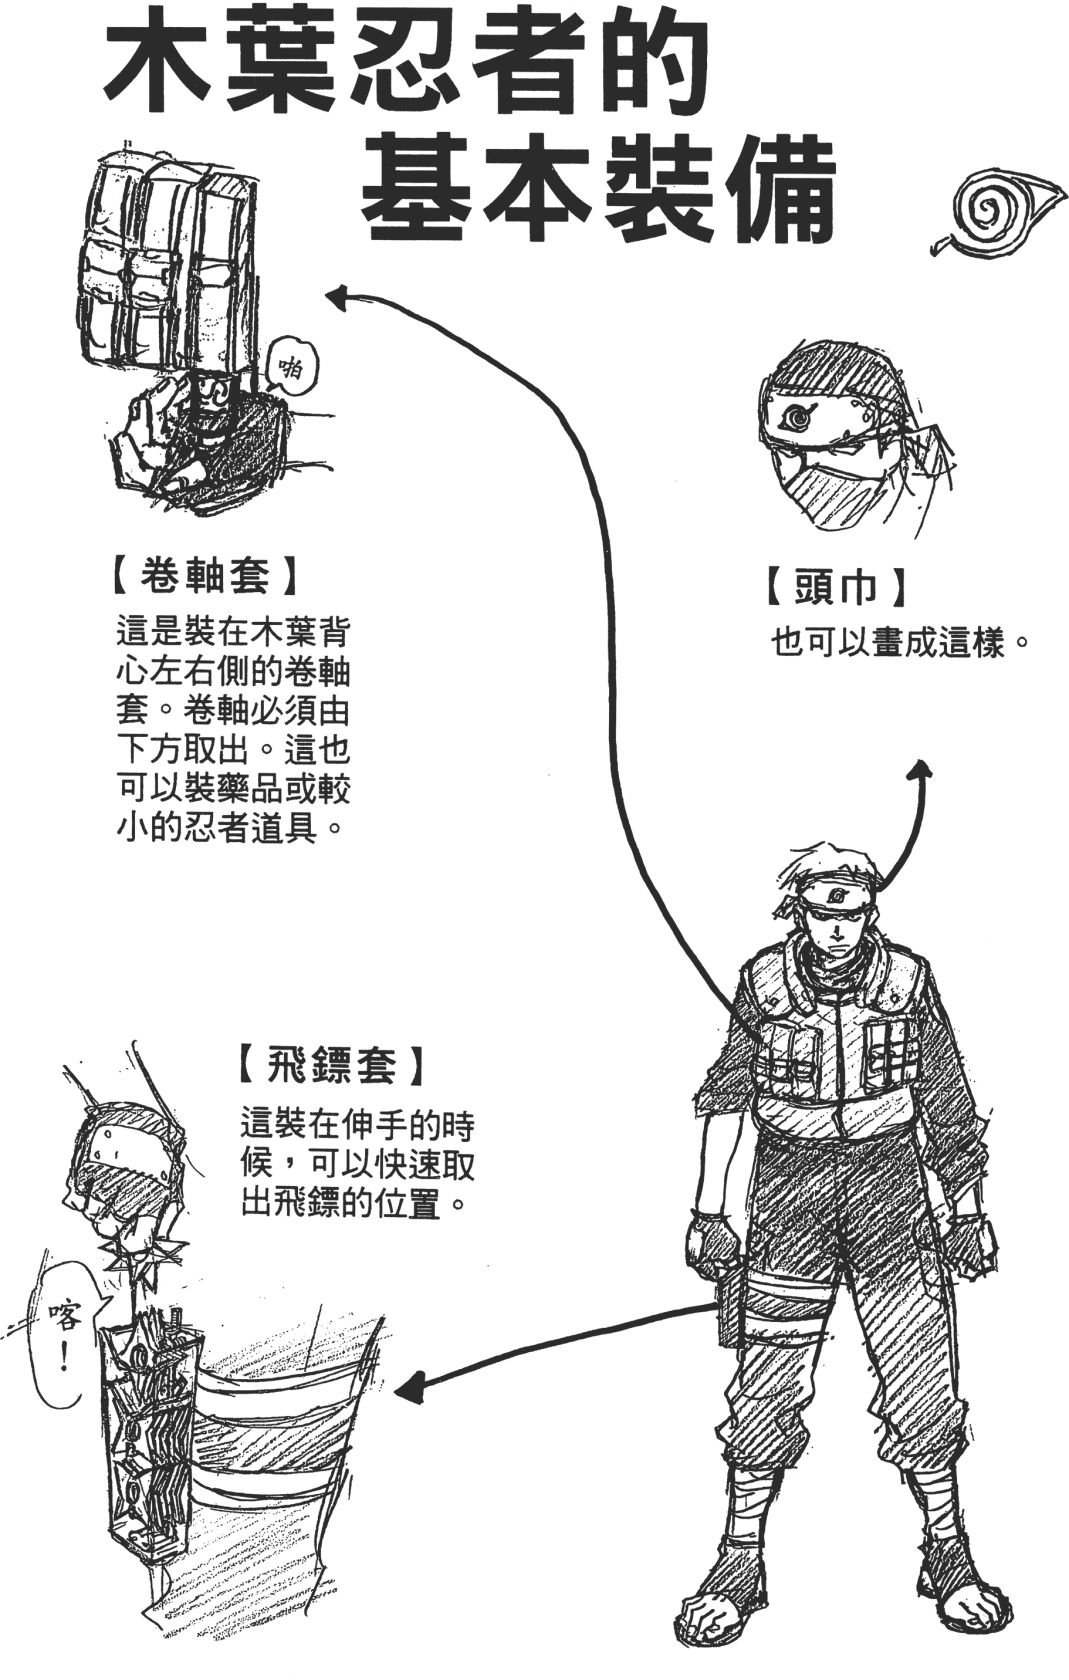 木葉忍者的
基本裝備
啪
【卷軸套】
這是裝在木葉背
心左右側的卷軸
套。卷軸必須由
下方取出。這也
可以裝藥品或較
小的忍者道具。
【頭巾】
也可以畫成這樣。
【飛鏢套】
這裝在伸手的時
候，可以快速取
出飛鏢的位置。
喀！